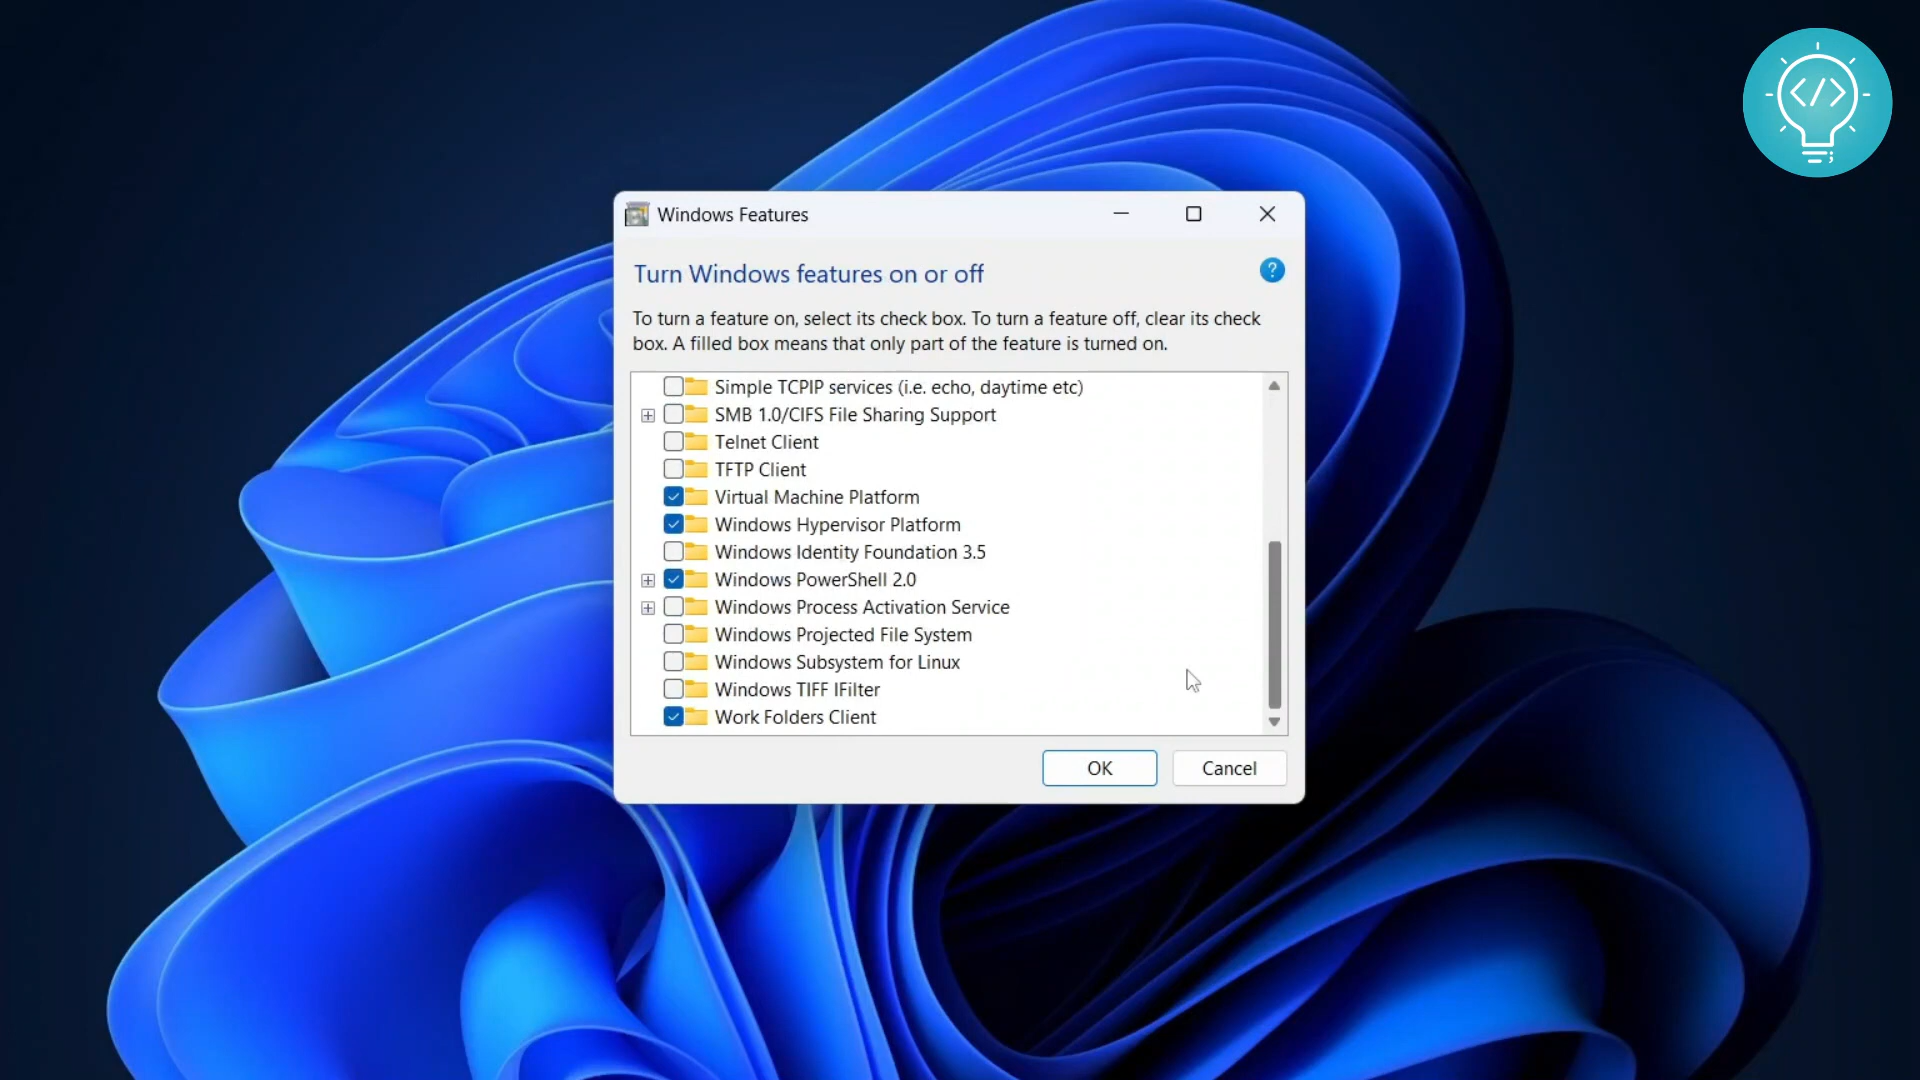 Windows Features
Turn Windows features on or off
?
To turn a feature on, select its check box. To turn a feature off, clear its check
box. A filled box means that only part of the feature is turned on.
Simple TCPIP services (i.e. echo, daytime etc)
SMB 1.0/CIFS File Sharing Support
Telnet Client
TFTP Client
Virtual Machine Platform
Windows Hypervisor Platform
Windows Identity Foundation 3.5
Windows PowerShell 2.0
Windows Process Activation Service
Windows Projected File System
Windows Subsystem for Linux
Windows TIFF IFilter
Work Folders Client
OK
Cancel